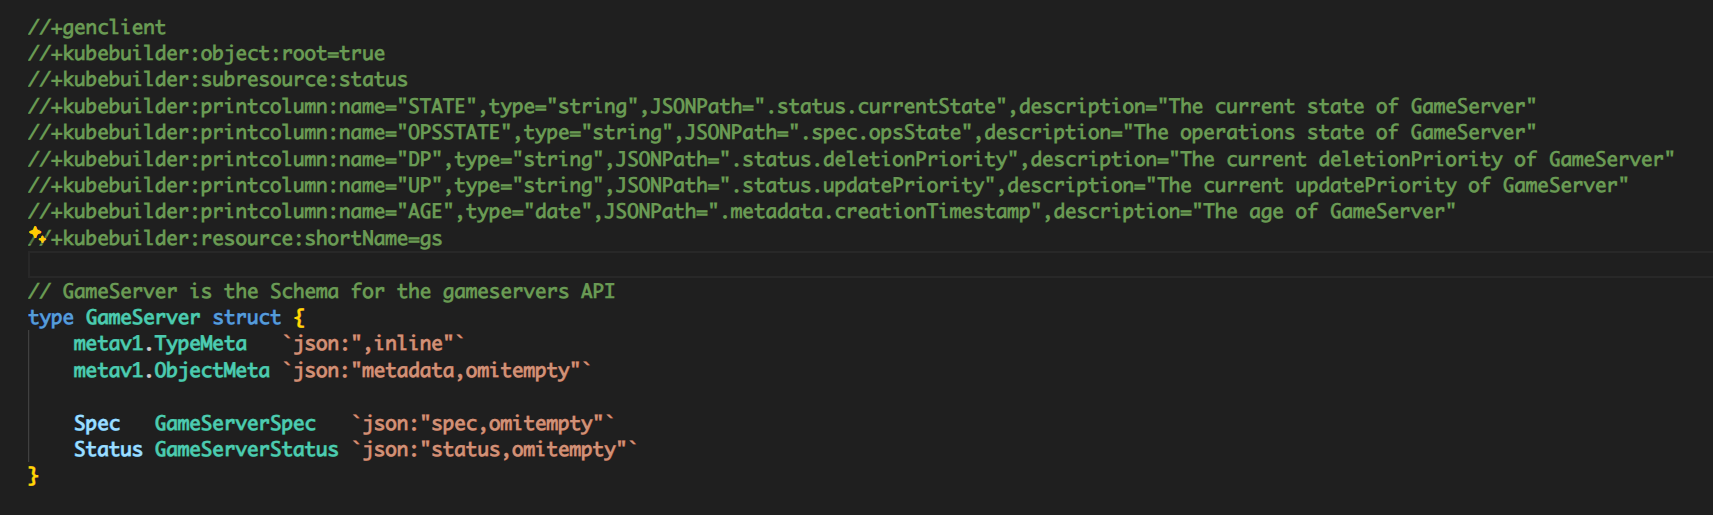 //+genclient
//+kubebuilder:object:root=true
//+kubebuilder:subresource:status
//+kubebuilder:printcolumn:name="STATE",type="string",JSONPath=".status.currentState",description="The current state of GameServer"
//+kubebuilder:printcolumn:name="OPSSTATE",type="string",JSONPath=".spec.opsState",description="The operations state of GameServer"
//+kubebuilder:printcolumn:name="DP",type="string",JSONPath=".status.deletionPriority",description="The current deletionPriority of GameServer"
//+kubebuilder:printcolumn:name="UP",type="string",JSONPath=".status.updatePriority",description="The current updatePriority of GameServer"
//+kubebuilder:printcolumn:name="AGE",type="date",JSONPath=".metadata.creationTimestamp",description="The age of GameServer"
//+kubebuilder:resource:shortName=gs
// GameServer is the Schema for the gameservers API
type GameServer struct {
    metav1.TypeMeta   `json:",inline"`
    metav1.ObjectMeta `json:"metadata,omitempty"`
    Spec   GameServerSpec   `json:"spec,omitempty"`
    Status GameServerStatus `json:"status,omitempty"`
}